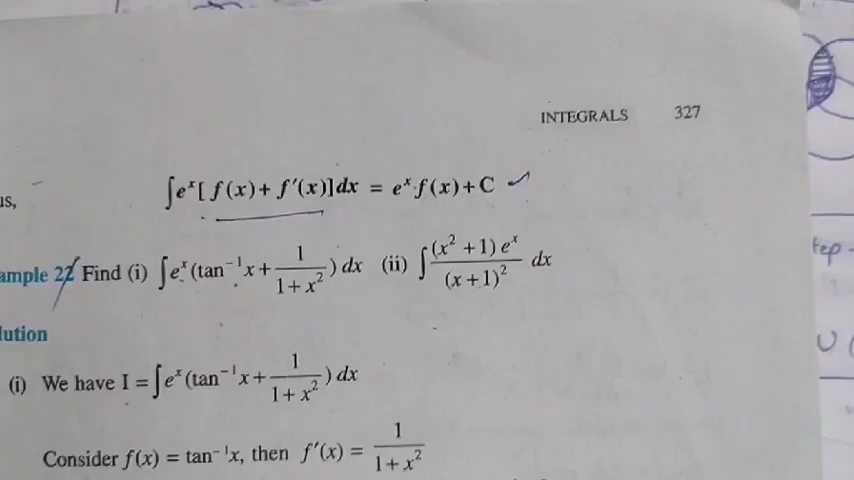 INTEGRALS 327
us, ∫eˣ[f(x) + f′(x)]dx = eˣ f(x) + C
ample 22 Find (i) ∫eˣ(tan⁻¹x + 1/(1+x²)) dx (ii) ∫(x² +1) eˣ/(x+1)² dx
lution
(i) We have I = ∫eˣ(tan⁻¹x + 1/(1+x²)) dx
Consider f(x) = tan⁻¹x, then f′(x) = 1/(1+x²)
tep -
U (